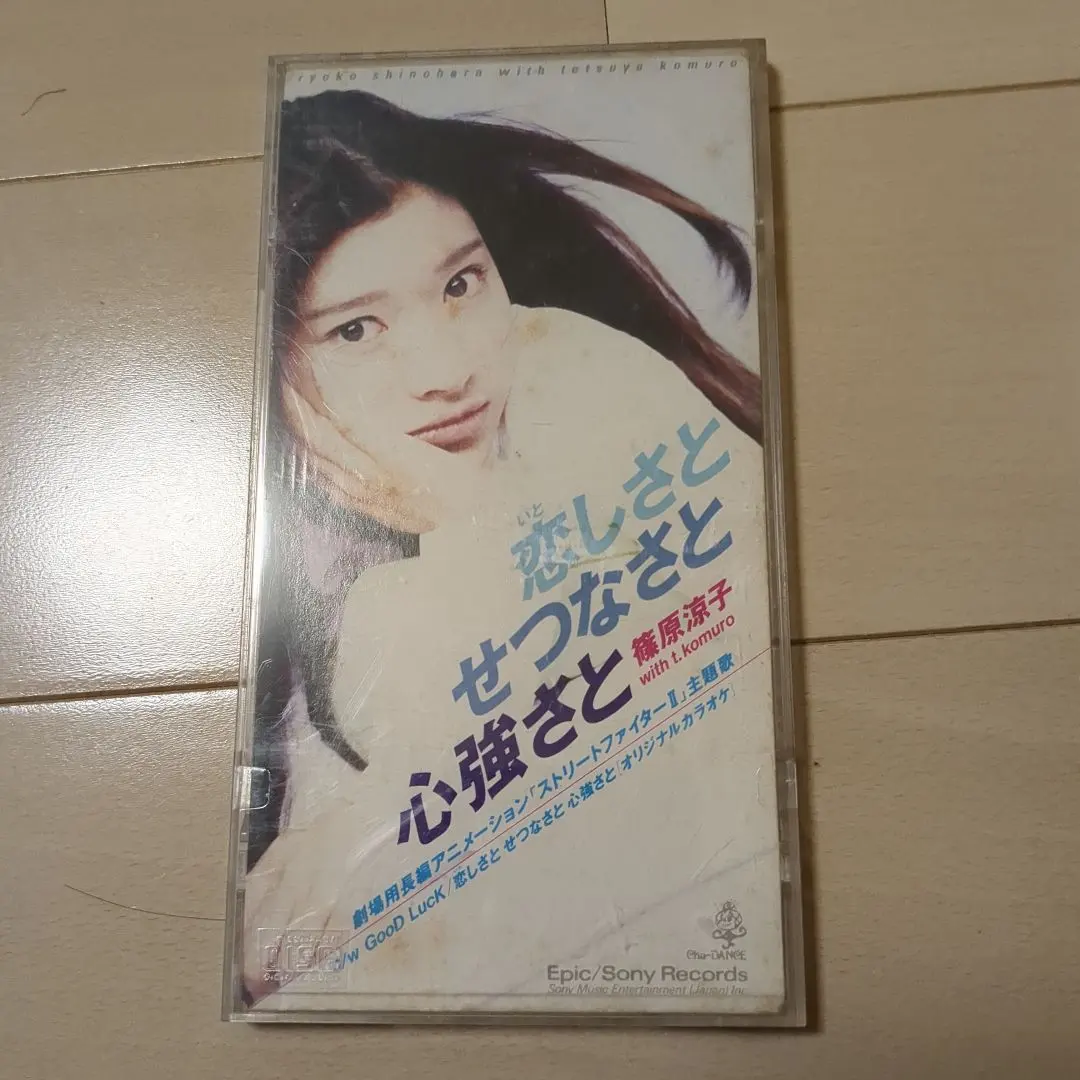 ryoko shinohara with tetsuya komuro
いと
恋しさと
せつなさと
心強さと
篠原涼子
with t.komuro
劇場用長編アニメーション「ストリートファイターⅡ」主題歌
c/w GooD LucK/恋しさと せつなさと 心強さと[オリジナルカラオケ]
COMPACT
disc
Cha-DANCE
Epic/Sony Records
Sony Music Entertainment (Japan) Inc.